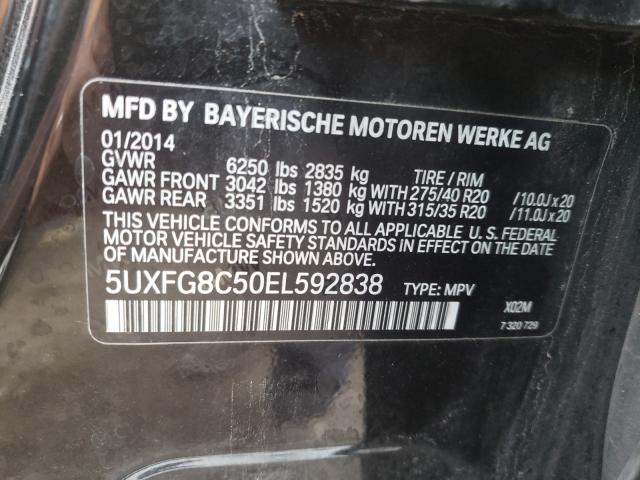 MFD BY BAYERISCHE MOTOREN WERKE AG
01/2014
GVWR 6250 lbs 2835 kg TIRE / RIM
GAWR FRONT 3042 lbs 1380 kg WITH 275/40 R20 /10.0J x 20
GAWR REAR 3351 lbs 1520 kg WITH 315/35 R20 /11.0J x 20
THIS VEHICLE CONFORMS TO ALL APPLICABLE U.S. FEDERAL
MOTOR VEHICLE SAFETY STANDARDS IN EFFECT ON THE DATE
OF MANUFACTURE SHOWN ABOVE.
5UXFG8C50EL592838 TYPE: MPV
X02M
7 320 729